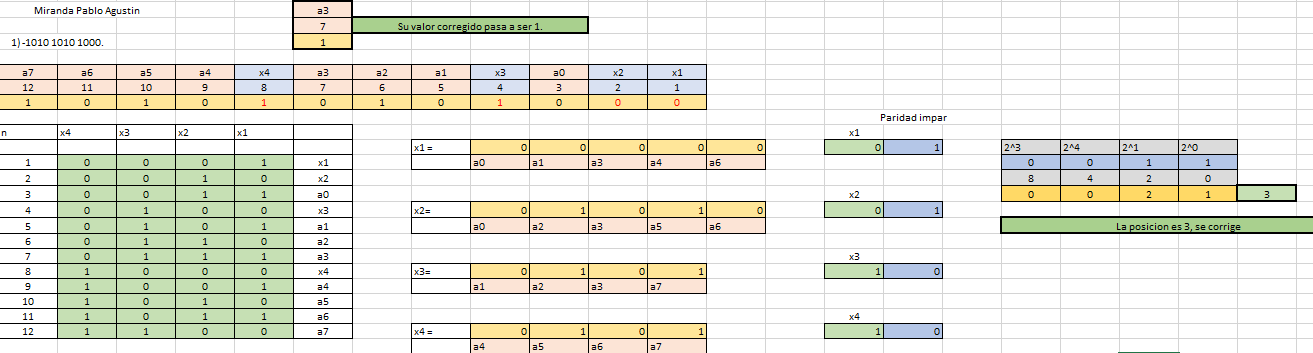 Miranda Pablo Agustin a3
7 Su valor corregido pasa a ser 1.
1) -1010 1010 1000. 1
a7 a6 a5 a4 x4 a3 a2 a1 x3 a0 x2 x1
12 11 10 9 8 7 6 5 4 3 2 1
1 0 1 0 1 0 1 0 1 0 0 0
Paridad impar
n x4 x3 x2 x1 x1 2^3 2^4 2^1 2^0
x1 = 0 0 0 0 0 0 1
1 0 0 0 1 x1 a0 a1 a3 a4 a6 0 0 1 1
2 0 0 1 0 x2 8 4 2 0
3 0 0 1 1 a0 x2 0 0 2 1 3
4 0 1 0 0 x3 x2= 0 1 0 1 0 0 1
5 0 1 0 1 a1 a0 a2 a3 a5 a6 La posicion es 3, se corrige
6 0 1 1 0 a2
7 0 1 1 1 a3 x3
8 1 0 0 0 x4 x3= 0 1 0 1 1 0
9 1 0 0 1 a4 a1 a2 a3 a7
10 1 0 1 0 a5
11 1 0 1 1 a6 x4
12 1 1 0 0 a7 x4 = 0 1 0 1 1 0
a4 a5 a6 a7